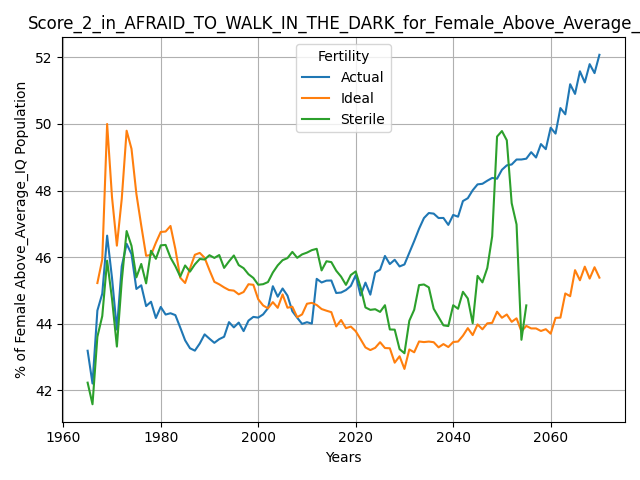 Score_2_in_AFRAID_TO_WALK_IN_THE_DARK_for_Female_Above_Average_
Fertility
Actual
Ideal
Sterile
% of Female Above_Average_IQ Population
52
50
48
46
44
42
1960 1980 2000 2020 2040 2060
Years